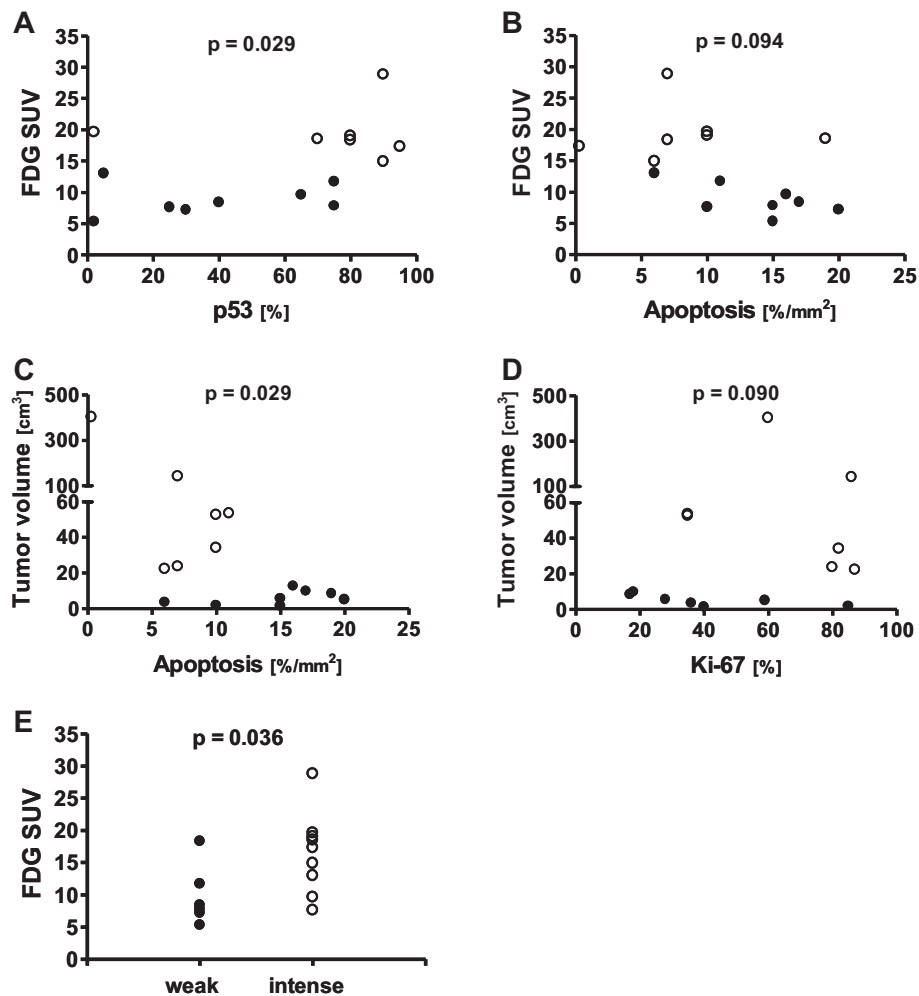 A
p = 0.029
FDG SUV
35
30
25
20
15
10
5
0
0 20 40 60 80 100
p53 [%]
B
p = 0.094
FDG SUV
35
30
25
20
15
10
5
0
0 5 10 15 20 25
Apoptosis [%/mm²]
C
p = 0.029
Tumor volume [cm³]
500
300
100
60
40
20
0
0 5 10 15 20 25
Apoptosis [%/mm²]
D
p = 0.090
Tumor volume [cm³]
500
300
100
60
40
20
0
0 20 40 60 80 100
Ki-67 [%]
E
p = 0.036
FDG SUV
35
30
25
20
15
10
5
0
weak intense